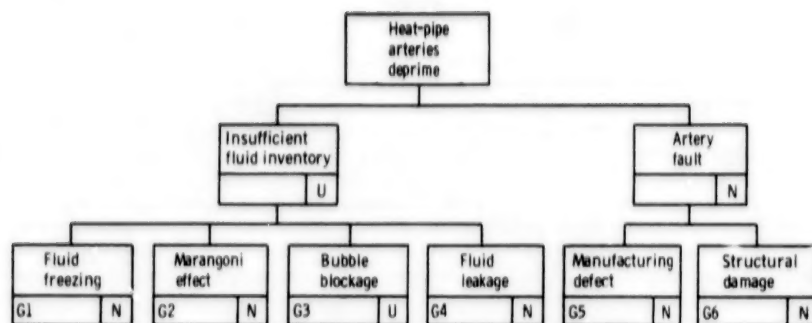 Heat-pipe
arteries
deprime
Insufficient
fluid inventory
U
Artery
fault
N
Fluid
freezing
G1 N
Marangoni
effect
G2 N
Bubble
blockage
G3 U
Fluid
leakage
G4 N
Manufacturing
defect
G5 N
Structural
damage
G6 N